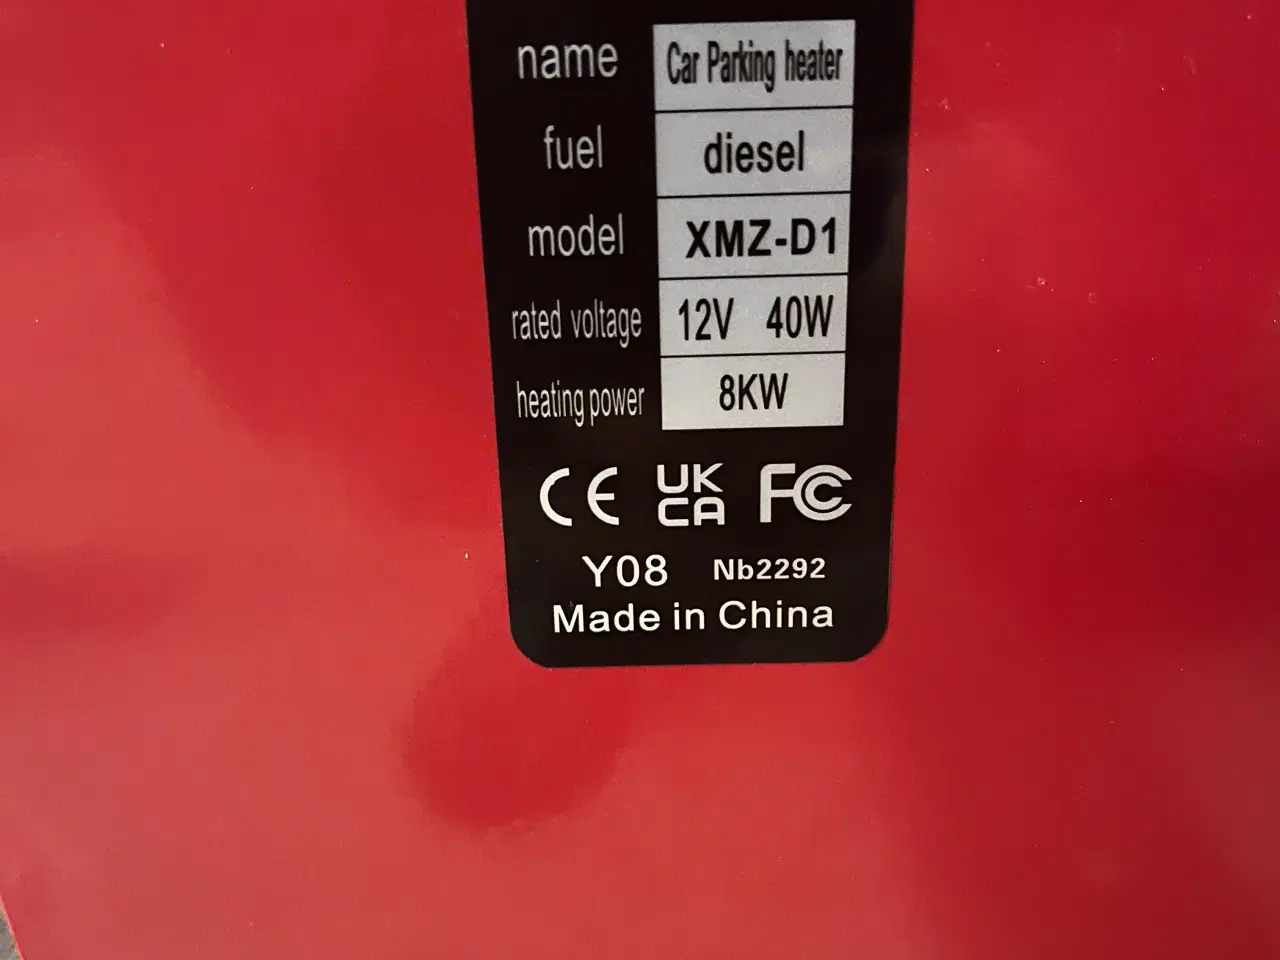 name Car Parking heater
fuel diesel
model XMZ-D1
rated voltage 12V 40W
heating power 8KW
CE UK CA FC
Y08 Nb2292
Made in China